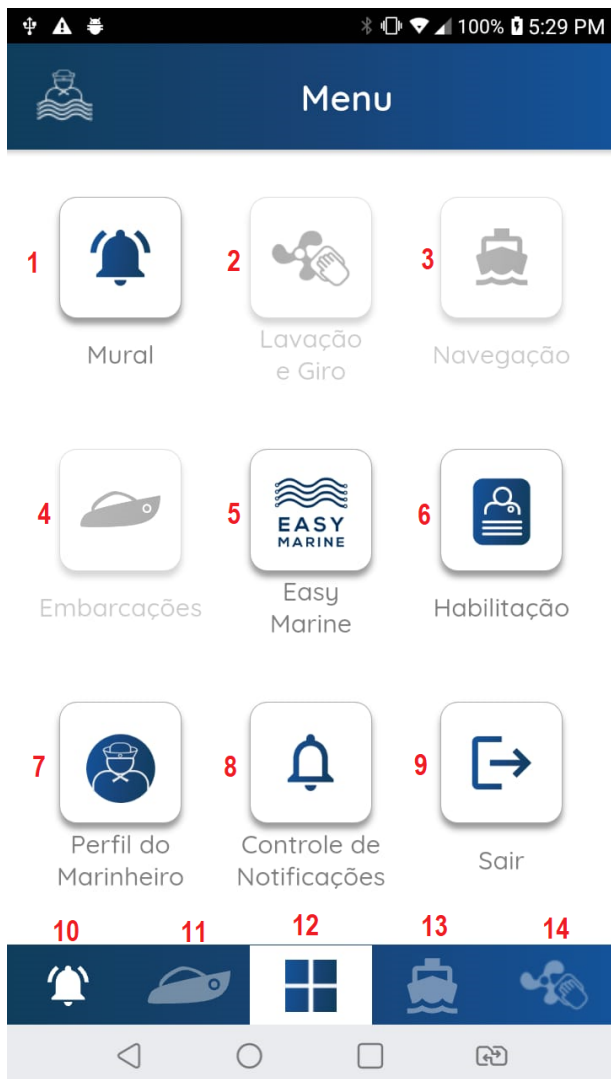 100% 5:29 PM
Menu
1 2 3
Mural Lavação Navegação
e Giro
4 5 6
EASY
MARINE
Embarcações Easy Habilitação
Marine
7 8 9
Perfil do Controle de Sair
Marinheiro Notificações
10 11 12 13 14